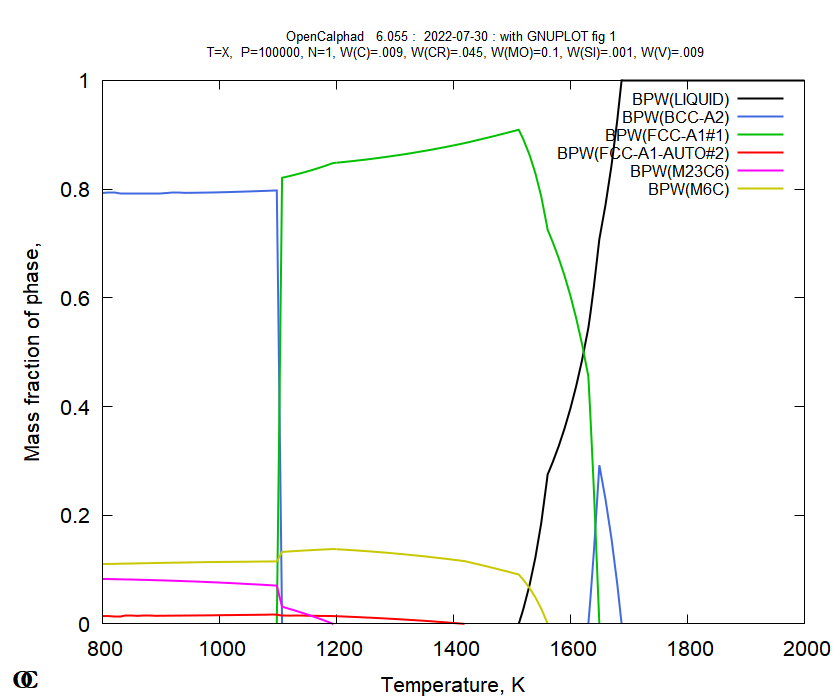 OpenCalphad 6.055 : 2022-07-30 : with GNUPLOT fig 1
T=X, P=100000, N=1, W(C)=.009, W(CR)=.045, W(MO)=0.1, W(SI)=.001, W(V)=.009
BPW(LIQUID)
BPW(BCC-A2)
BPW(FCC-A1#1)
BPW(FCC-A1-AUTO#2)
BPW(M23C6)
BPW(M6C)
Mass fraction of phase,
1
0.8
0.6
0.4
0.2
0
800
1000
1200
1400
1600
1800
2000
Temperature, K
OC